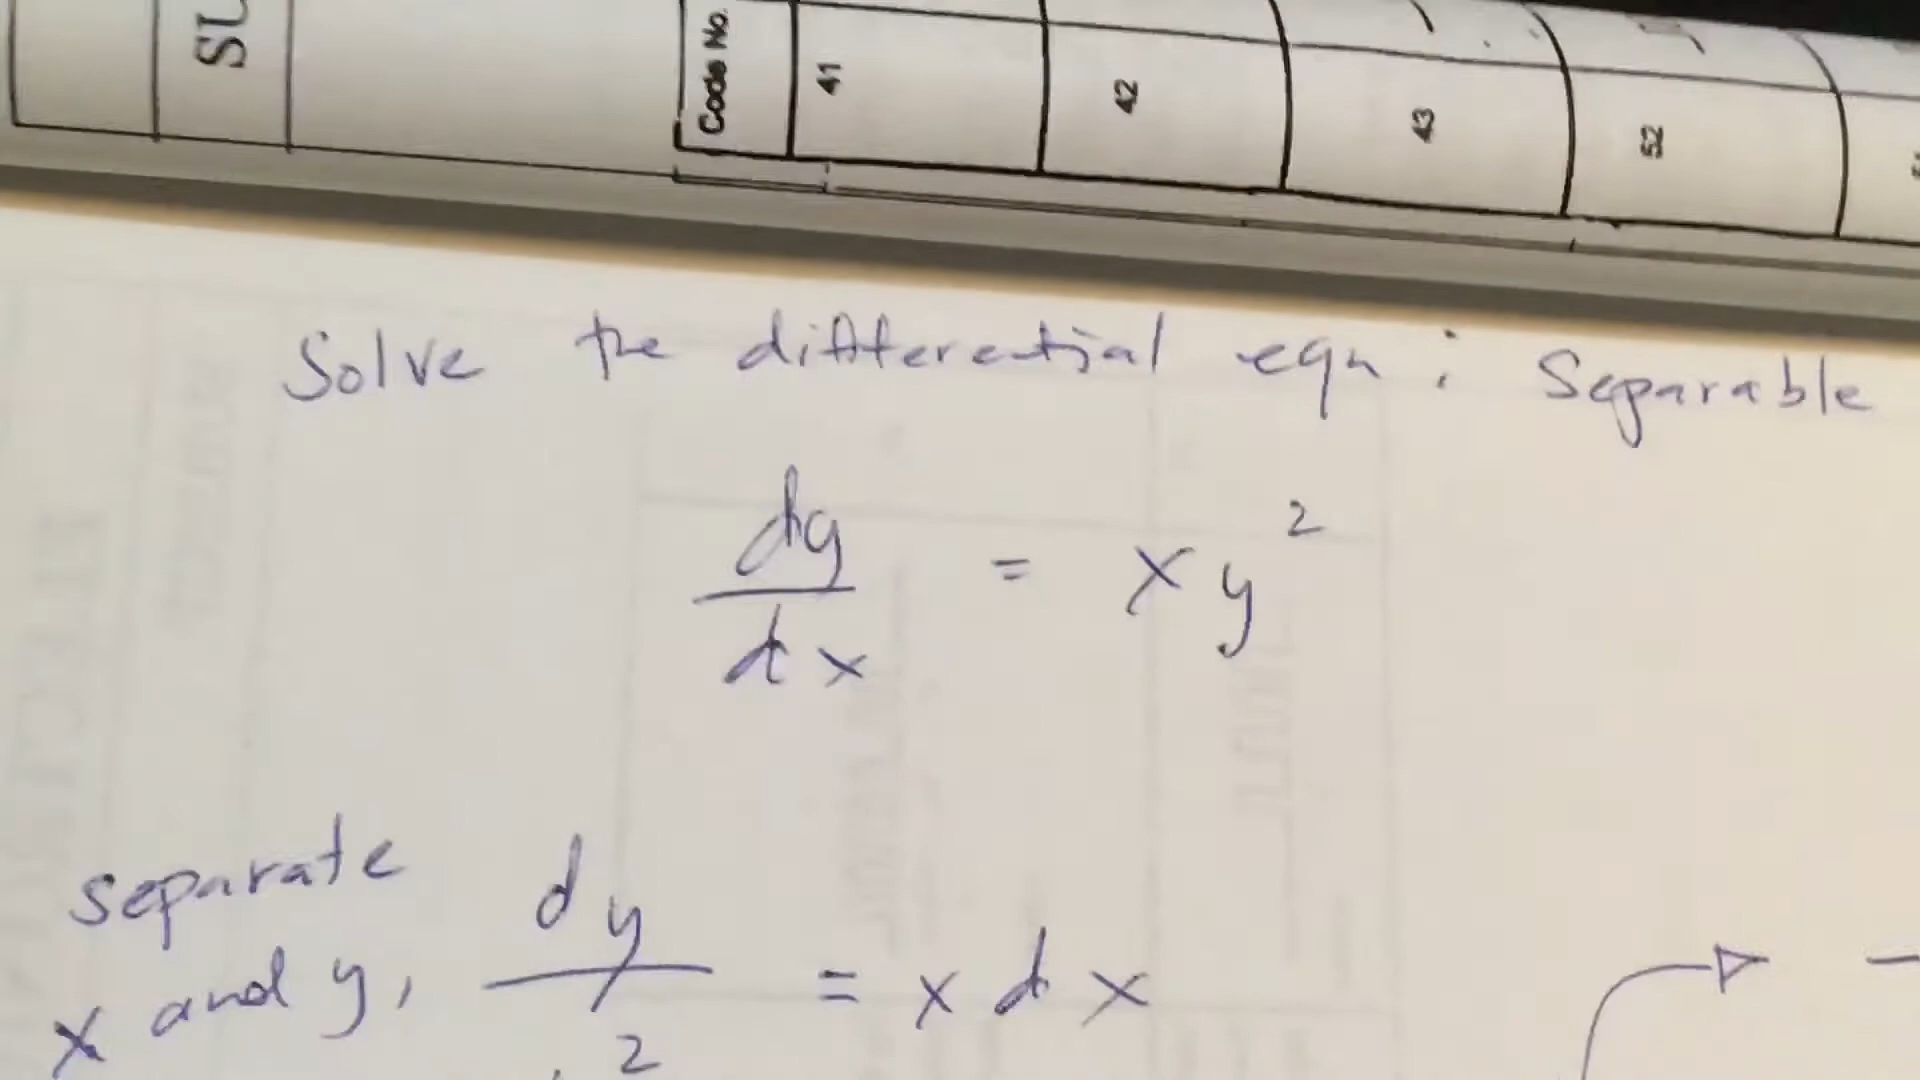 SU
Code No.
41
42
43
52
Solve the differential eqn : Separable
dy/dx = xy²
separate
x and y, dy/y² = x dx